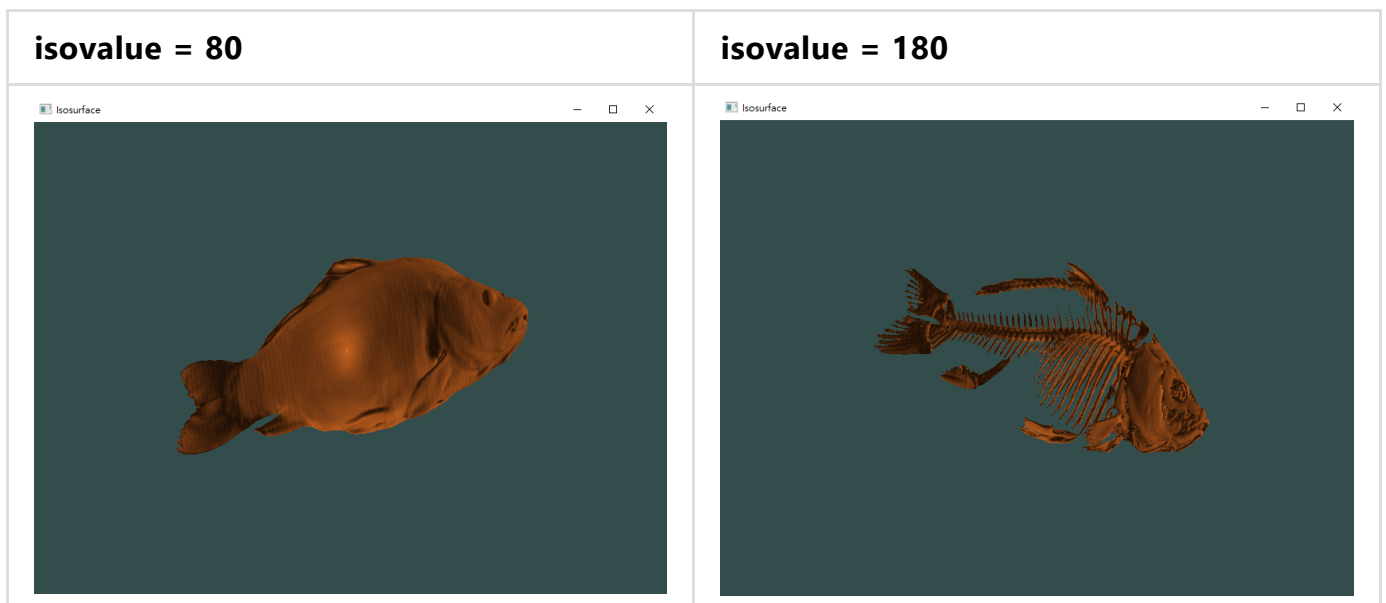 isovalue = 80
isovalue = 180
Isosurface
Isosurface